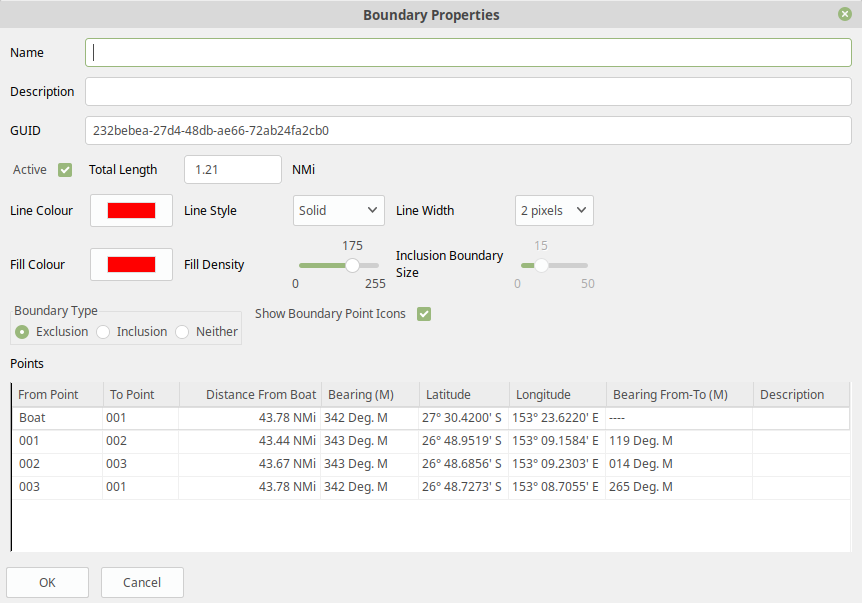 Boundary Properties
Name
Description
GUID 232bebea-27d4-48db-ae66-72ab24fa2cb0
Active Total Length 1.21 NMi
Line Colour Line Style Solid Line Width 2 pixels
Fill Colour Fill Density 175 0 255 Inclusion Boundary Size 15 0 50
Boundary Type
Exclusion Inclusion Neither Show Boundary Point Icons
Points
From Point To Point Distance From Boat Bearing (M) Latitude Longitude Bearing From-To (M) Description
Boat 001 43.78 NMi 342 Deg. M 27° 30.4200' S 153° 23.6220' E ----
001 002 43.44 NMi 343 Deg. M 26° 48.9519' S 153° 09.1584' E 119 Deg. M
002 003 43.67 NMi 343 Deg. M 26° 48.6856' S 153° 09.2303' E 014 Deg. M
003 001 43.78 NMi 342 Deg. M 26° 48.7273' S 153° 08.7055' E 265 Deg. M
OK Cancel